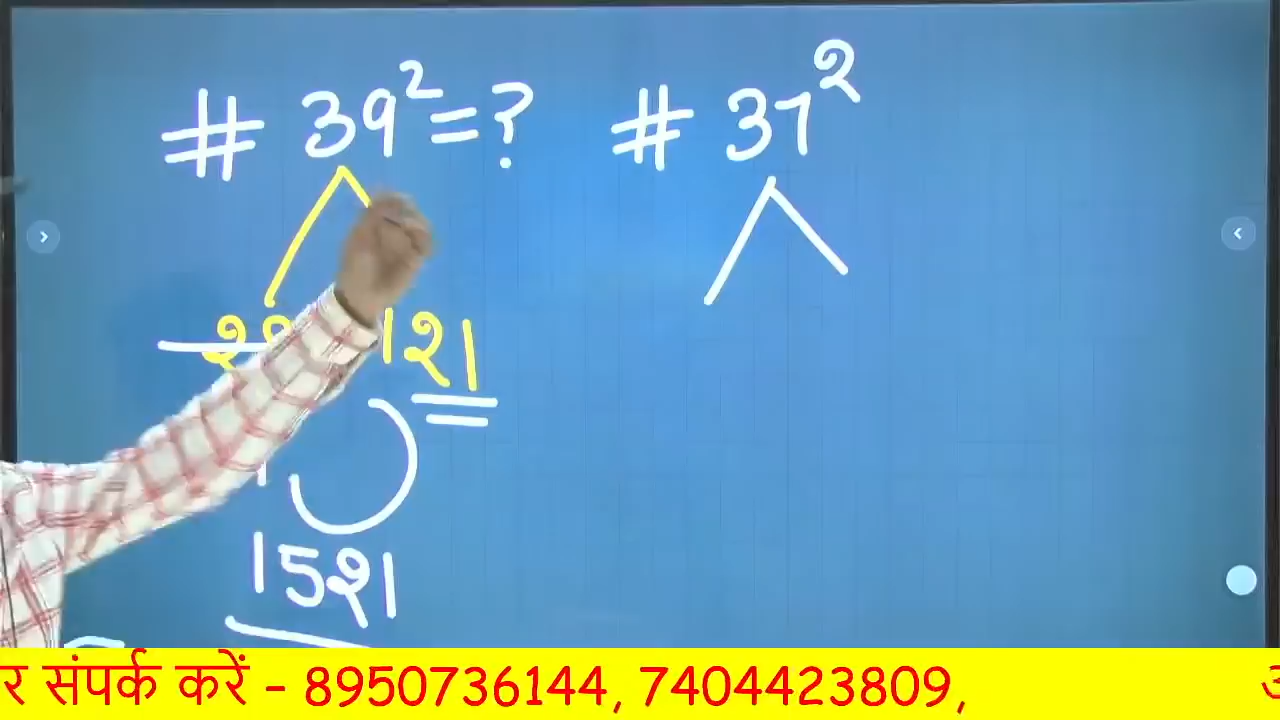 # 39² = ?
# 37²
121
1521
र संपर्क करें - 8950736144, 7404423809,